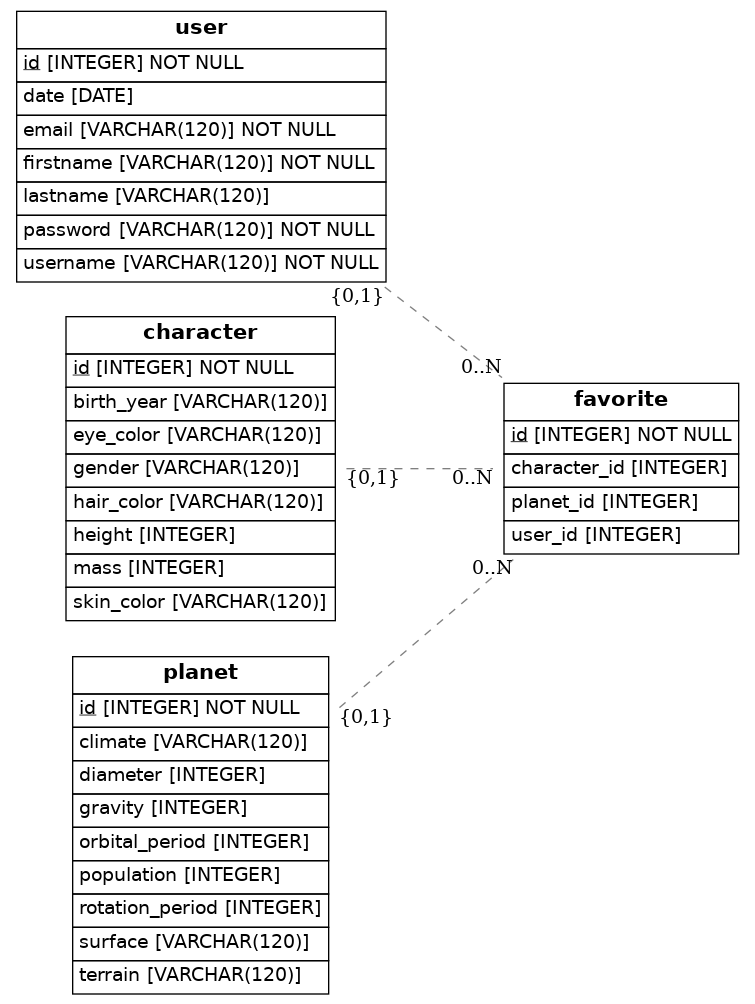 user
id [INTEGER] NOT NULL
date [DATE]
email [VARCHAR(120)] NOT NULL
firstname [VARCHAR(120)] NOT NULL
lastname [VARCHAR(120)]
password [VARCHAR(120)] NOT NULL
username [VARCHAR(120)] NOT NULL
{0,1}
0..N
character
id [INTEGER] NOT NULL
birth_year [VARCHAR(120)]
eye_color [VARCHAR(120)]
gender [VARCHAR(120)]
hair_color [VARCHAR(120)]
height [INTEGER]
mass [INTEGER]
skin_color [VARCHAR(120)]
{0,1}
0..N
favorite
id [INTEGER] NOT NULL
character_id [INTEGER]
planet_id [INTEGER]
user_id [INTEGER]
0..N
{0,1}
planet
id [INTEGER] NOT NULL
climate [VARCHAR(120)]
diameter [INTEGER]
gravity [INTEGER]
orbital_period [INTEGER]
population [INTEGER]
rotation_period [INTEGER]
surface [VARCHAR(120)]
terrain [VARCHAR(120)]